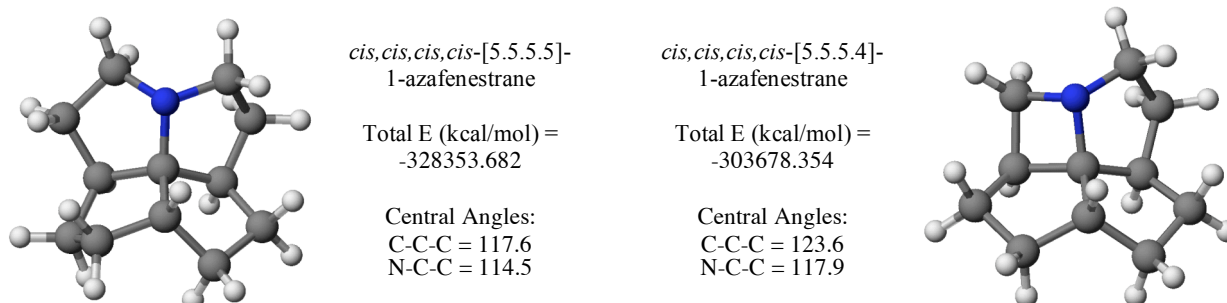 cis,cis,cis,cis-[5.5.5.5]-
1-azafenestrane
Total E (kcal/mol) =
-328353.682
Central Angles:
C-C-C = 117.6
N-C-C = 114.5
cis,cis,cis,cis-[5.5.5.4]-
1-azafenestrane
Total E (kcal/mol) =
-303678.354
Central Angles:
C-C-C = 123.6
N-C-C = 117.9